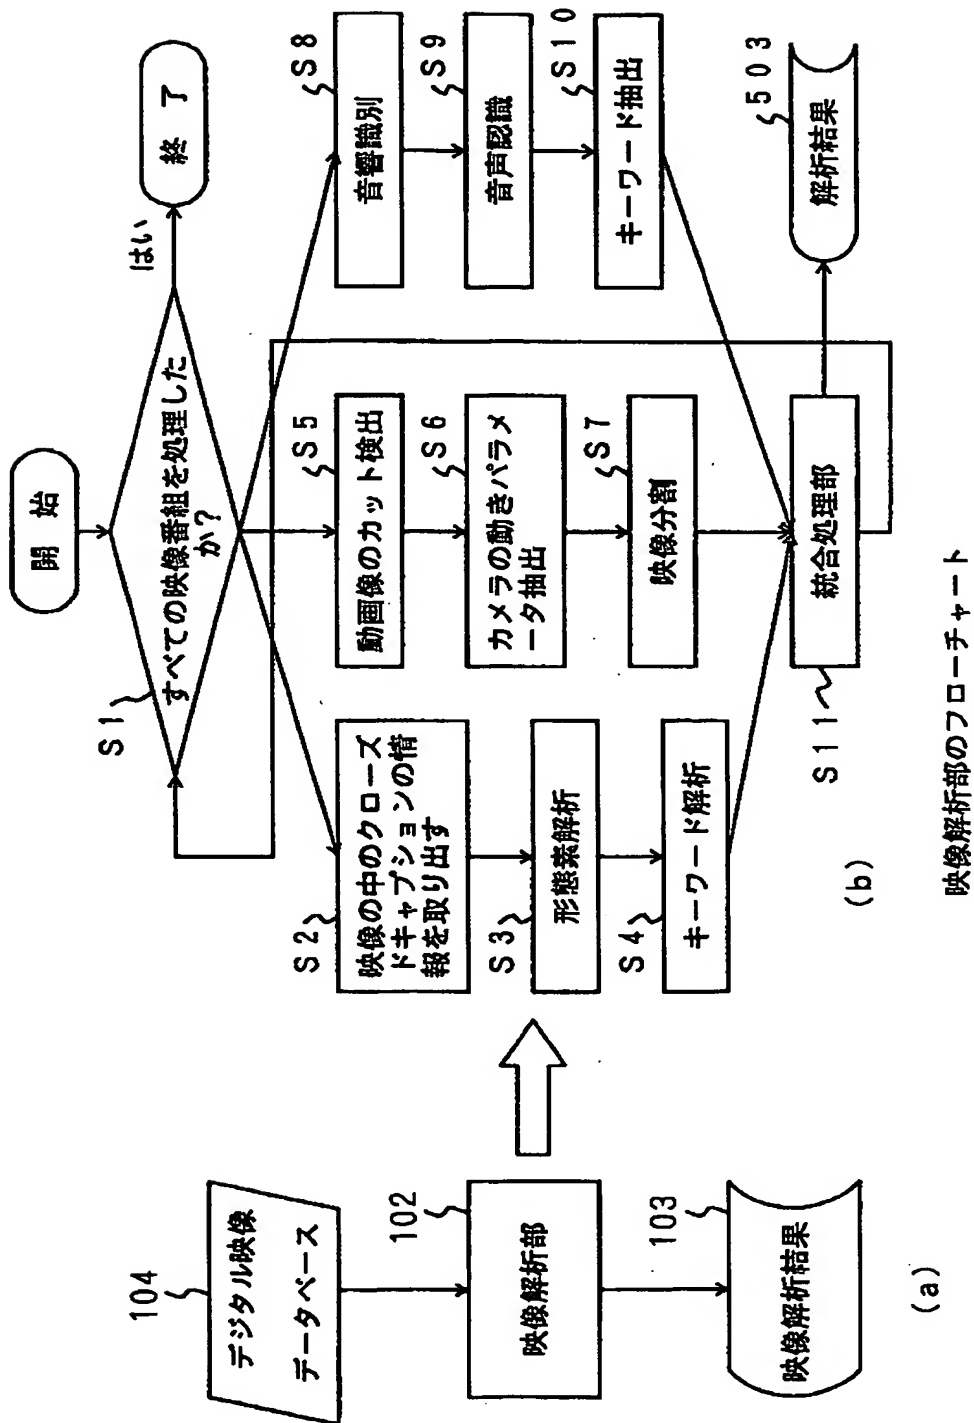 104
デジタル映像
データベース
102
映像解析部
103
映像解析結果
(a)
開 始
S1
すべての映像番組を処理した
か?
はい
終 了
S2
映像の中のクローズ
ドキャプションの情
報を取り出す
S3
形態素解析
S4
キーワード解析
S5
動画像のカット検出
S6
カメラの動きパラメ
ータ抽出
S7
映像分割
S8
音響識別
S9
音声認識
S10
キーワード抽出
S11
統合処理部
503
解析結果
(b)
映像解析部のフローチャート